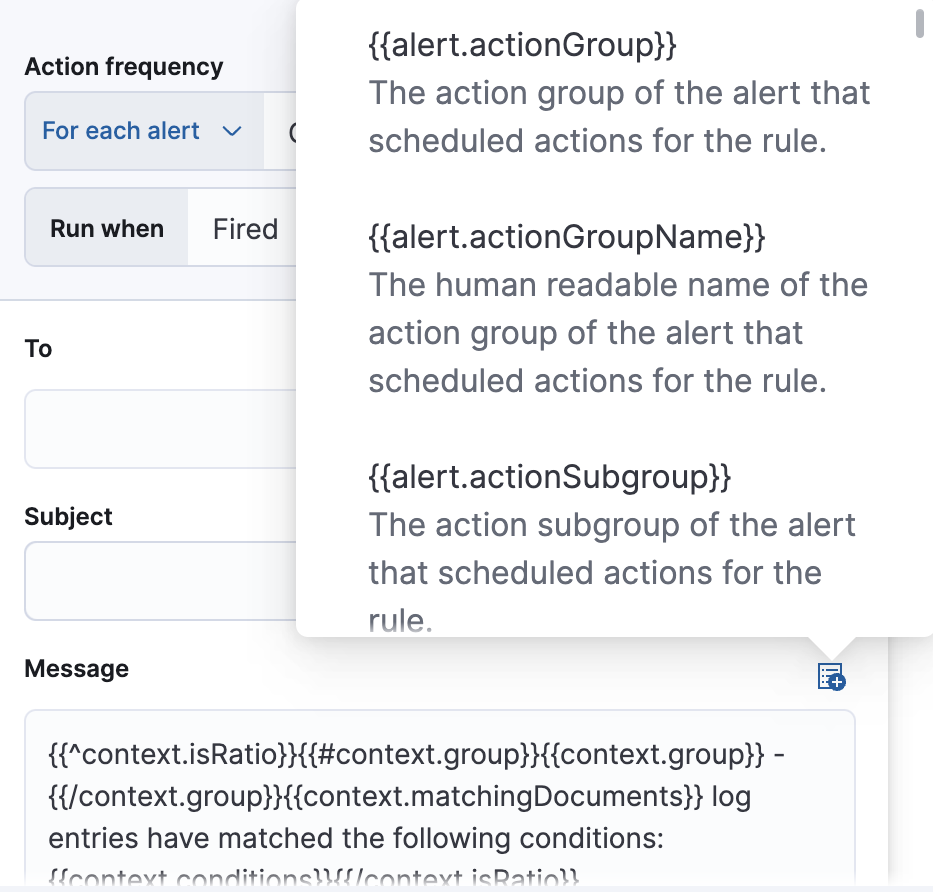 Action frequency
For each alert
Run when
Fired
To
Subject
Message
{{alert.actionGroup}}
The action group of the alert that
scheduled actions for the rule.
{{alert.actionGroupName}}
The human readable name of the
action group of the alert that
scheduled actions for the rule.
{{alert.actionSubgroup}}
The action subgroup of the alert
that scheduled actions for the
rule.
{{^context.isRatio}}{{#context.group}}{{context.group}} -
{{/context.group}}{{context.matchingDocuments}} log
entries have matched the following conditions:
{{context.conditions}}{{/context.isRatio}}